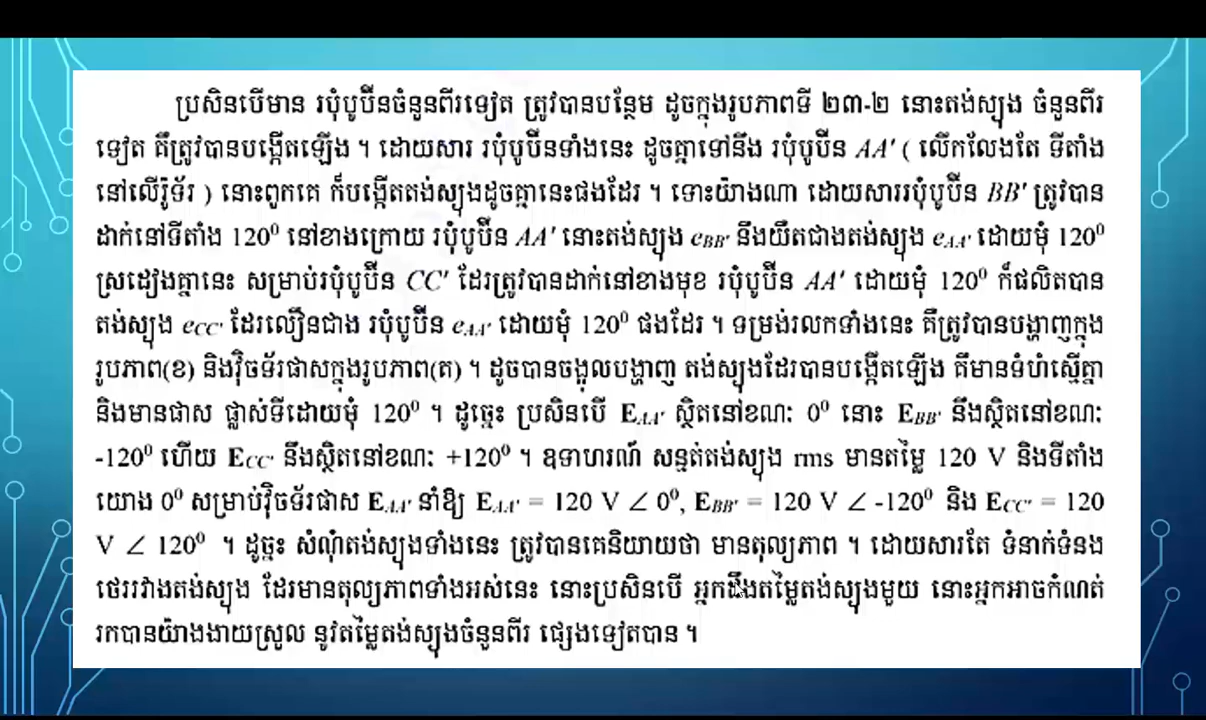 ប្រសិនបើមាន របុំបូប៊ីនចំនួនពីរទៀត ត្រូវបានបន្ថែម ដូចក្នុងរូបភាពទី ២៣-២ នោះតង់ស្យុង ចំនួនពីរ
ទៀត គឺត្រូវបានបង្កើតឡើង ។ ដោយសារ របុំបូប៊ីនទាំងនេះ ដូចគ្នាទៅនឹង របុំបូប៊ីន AA' ( លើកលែងតែ ទីតាំង
នៅលើរ៉ូទ័រ ) នោះពួកគេ ក៏បង្កើតតង់ស្យុងដូចគ្នានេះផងដែរ ។ ទោះយ៉ាងណា ដោយសាររបុំបូប៊ីន BB' ត្រូវបាន
ដាក់នៅទីតាំង 120⁰ នៅខាងក្រោយ របុំបូប៊ីន AA' នោះតង់ស្យុង eBB' នឹងយឺតជាងតង់ស្យុង eAA' ដោយមុំ 120⁰
ស្រដៀងគ្នានេះ សម្រាប់របុំបូប៊ីន CC' ដែរត្រូវបានដាក់នៅខាងមុខ របុំបូប៊ីន AA' ដោយមុំ 120⁰ ក៏ផលិតបាន
តង់ស្យុង eCC' ដែរលឿនជាង របុំបូប៊ីន eAA' ដោយមុំ 120⁰ ផងដែរ ។ ទម្រង់រលកទាំងនេះ គឺត្រូវបានបង្ហាញក្នុង
រូបភាព(ខ) និងវ៉ិចទ័រផាសក្នុងរូបភាព(គ) ។ ដូចបានចង្អុលបង្ហាញ តង់ស្យុងដែរបានបង្កើតឡើង គឺមានទំហំស្មើគ្នា
និងមានផាស ផ្លាស់ទីដោយមុំ 120⁰ ។ ដូច្នេះ ប្រសិនបើ EAA' ស្ថិតនៅខណៈ 0⁰ នោះ EBB' នឹងស្ថិតនៅខណៈ
-120⁰ ហើយ ECC' នឹងស្ថិតនៅខណៈ +120⁰ ។ ឧទាហរណ៍ សន្មត់តង់ស្យុង rms មានតម្លៃ 120 V និងទីតាំង
យោង 0⁰ សម្រាប់វ៉ិចទ័រផាស EAA' នាំឱ្យ EAA' = 120 V ∠ 0⁰, EBB' = 120 V ∠ -120⁰ និង ECC' = 120
V ∠ 120⁰ ។ ដូច្នះ សំណុំតង់ស្យុងទាំងនេះ ត្រូវបានគេនិយាយថា មានតុល្យភាព ។ ដោយសារតែ ទំនាក់ទំនង
ថេររវាងតង់ស្យុង ដែរមានតុល្យភាពទាំងអស់នេះ នោះប្រសិនបើ អ្នកដឹងតម្លៃតង់ស្យុងមួយ នោះអ្នកអាចកំណត់
រកបានយ៉ាងងាយស្រួល នូវតម្លៃតង់ស្យុងចំនួនពីរ ផ្សេងទៀតបាន ។